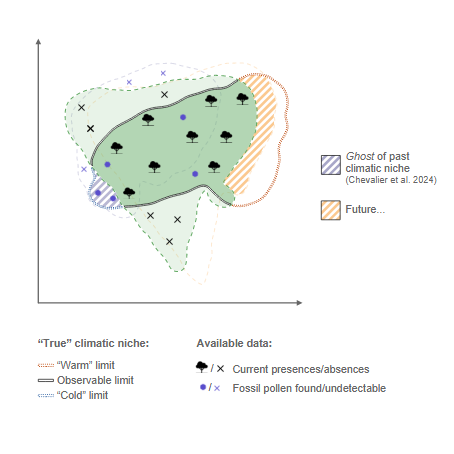 Ghost of past
climatic niche
(Chevalier et al. 2024)
Future...
“True” climatic niche:
“Warm” limit
Observable limit
“Cold” limit
Available data:
/ × Current presences/absences
/ × Fossil pollen found/undetectable